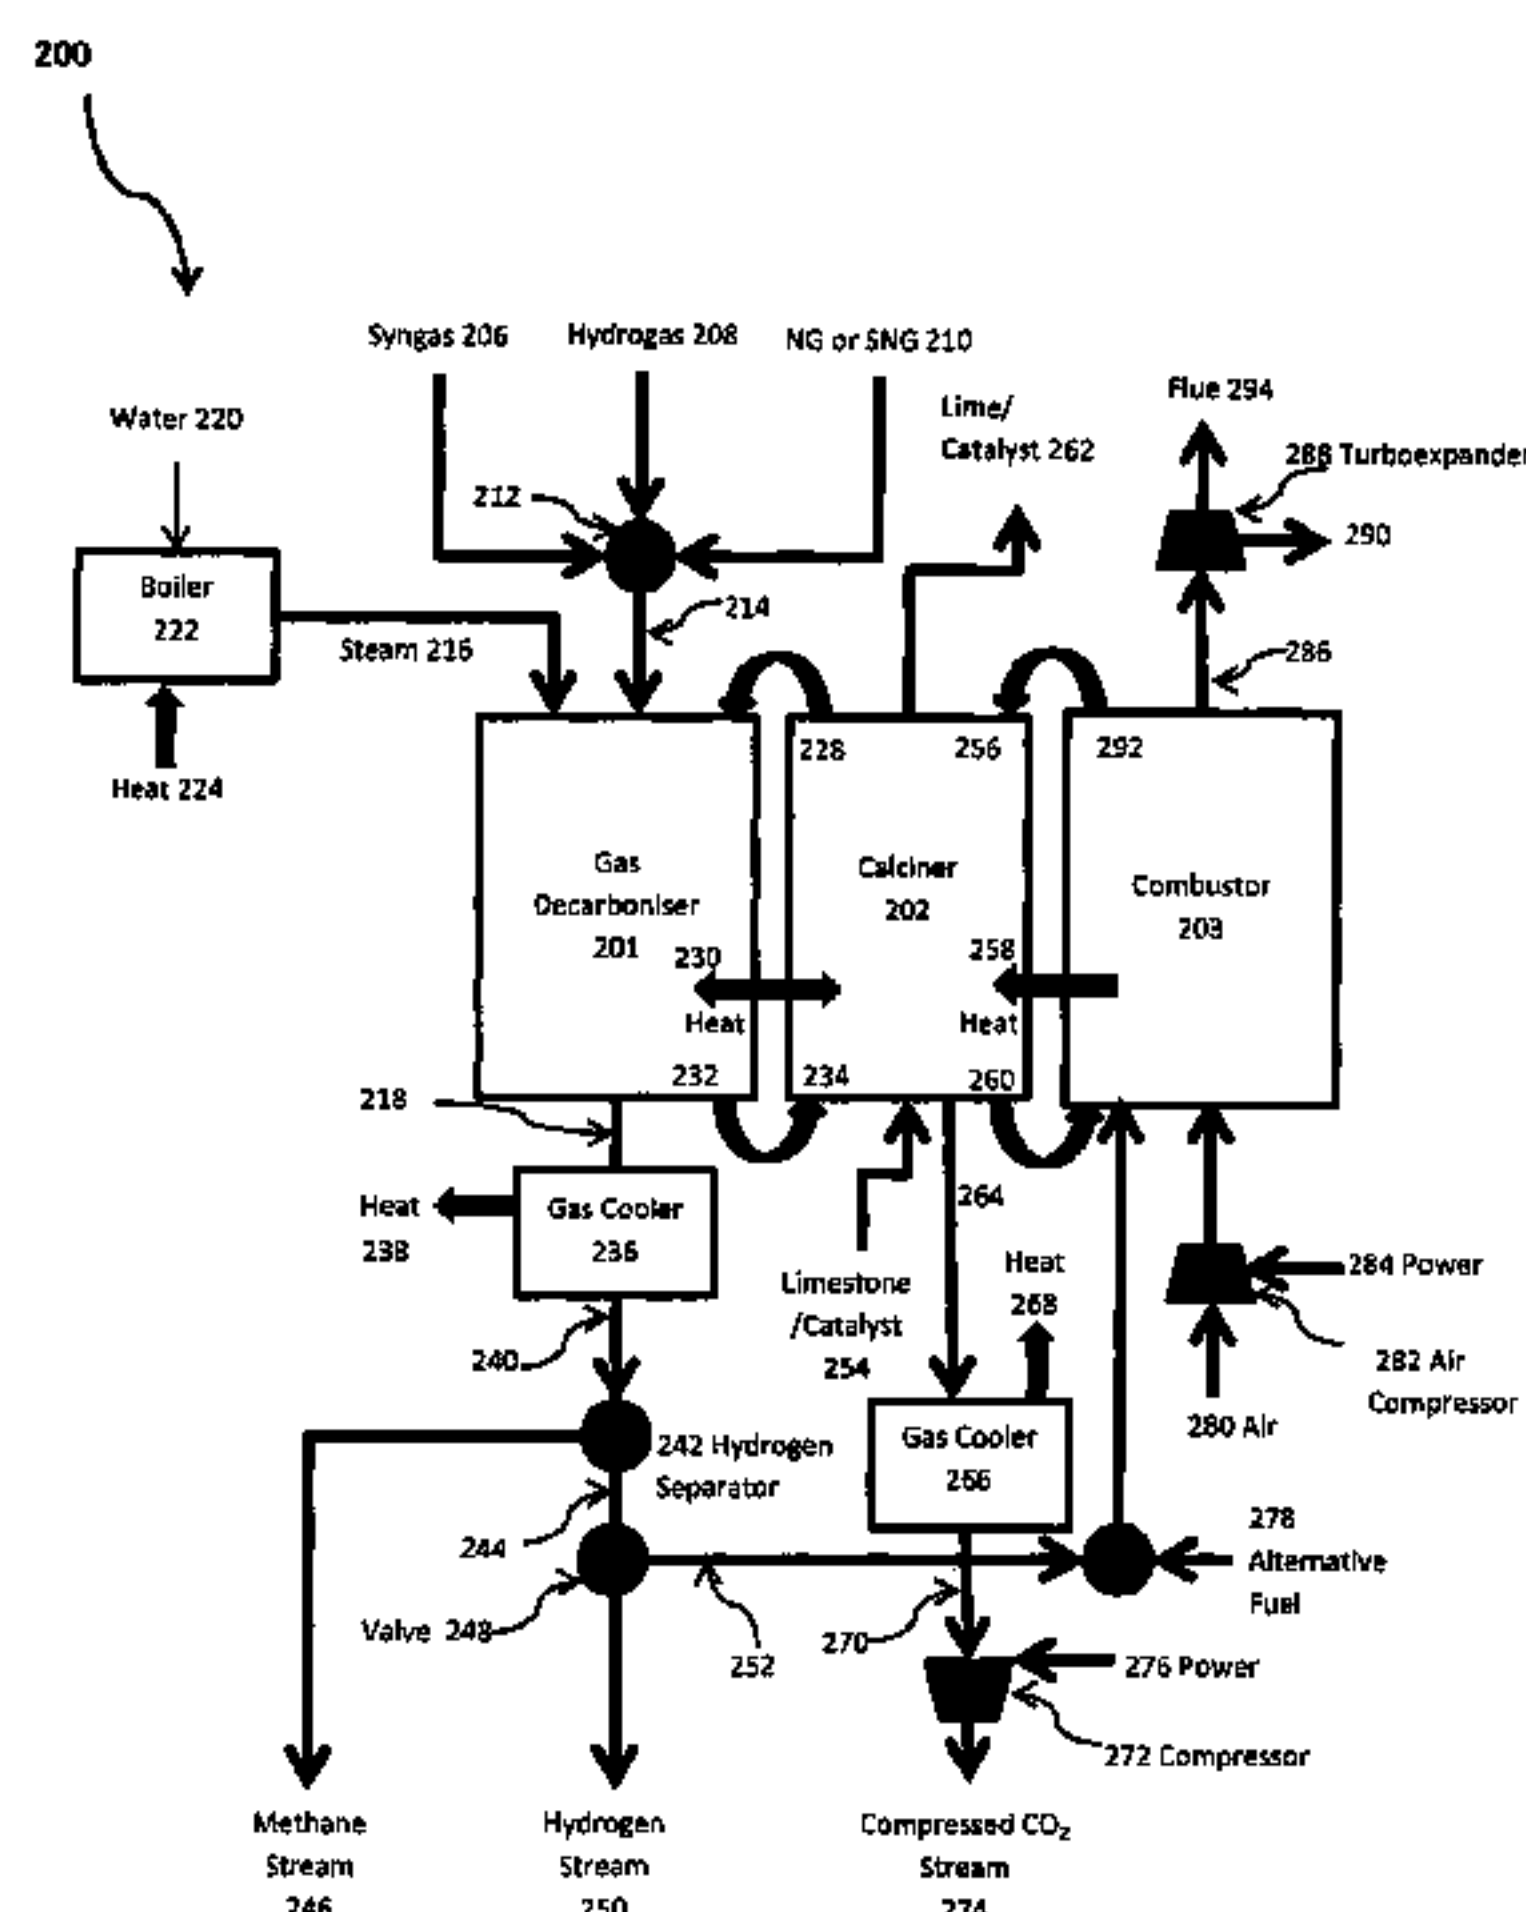 200
Syngas 206
Hydrogas 208
NG or SNG 210
Flue 294
Lime/
Catalyst 262
Water 220
288 Turboexpander
212
290
Boiler
222
214
Steam 216
286
228
256
292
Heat 224
Gas
Decarboniser
201
Calciner
202
Combustor
203
230
258
Heat
Heat
232
234
260
218
264
Heat
238
Gas Cooler
236
Limestone
/Catalyst
254
Heat
268
284 Power
240
282 Air
Compressor
280 Air
242 Hydrogen
Separator
Gas Cooler
266
244
278
Alternative
Fuel
Valve 248
270
252
276 Power
272 Compressor
Methane
Stream
246
Hydrogen
Stream
250
Compressed CO₂
Stream
274